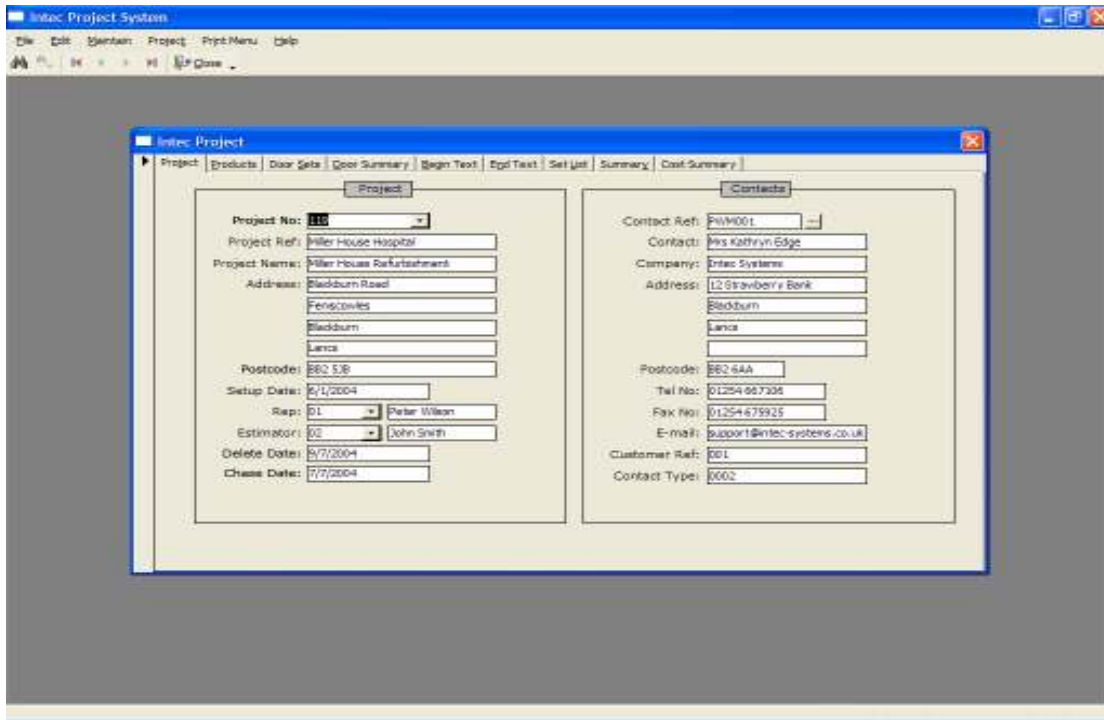 Intec Project System
File Edit Maintain Project Print Menu Help
Close
Intec Project
Project Products Door Sets Door Summary Begin Text End Text Set List Summary Cost Summary
Project
Project No: 119
Project Ref: Miller House Hospital
Project Name: Miller House Refurbishment
Address: Blackburn Road
Feniscowles
Blackburn
Lancs
Postcode: BB2 5JB
Setup Date: 6/1/2004
Rep: 01 Peter Wilson
Estimator: 02 John Smith
Delete Date: 9/7/2004
Chase Date: 7/7/2004
Contacts
Contact Ref: PWM001 ...
Contact: Mrs Kathryn Edge
Company: Intec Systems
Address: 12 Strawberry Bank
Blackburn
Lancs
Postcode: BB2 6AA
Tel No: 01254 667106
Fax No: 01254 675925
E-mail: support@intec-systems.co.uk
Customer Ref: 001
Contact Type: 0002